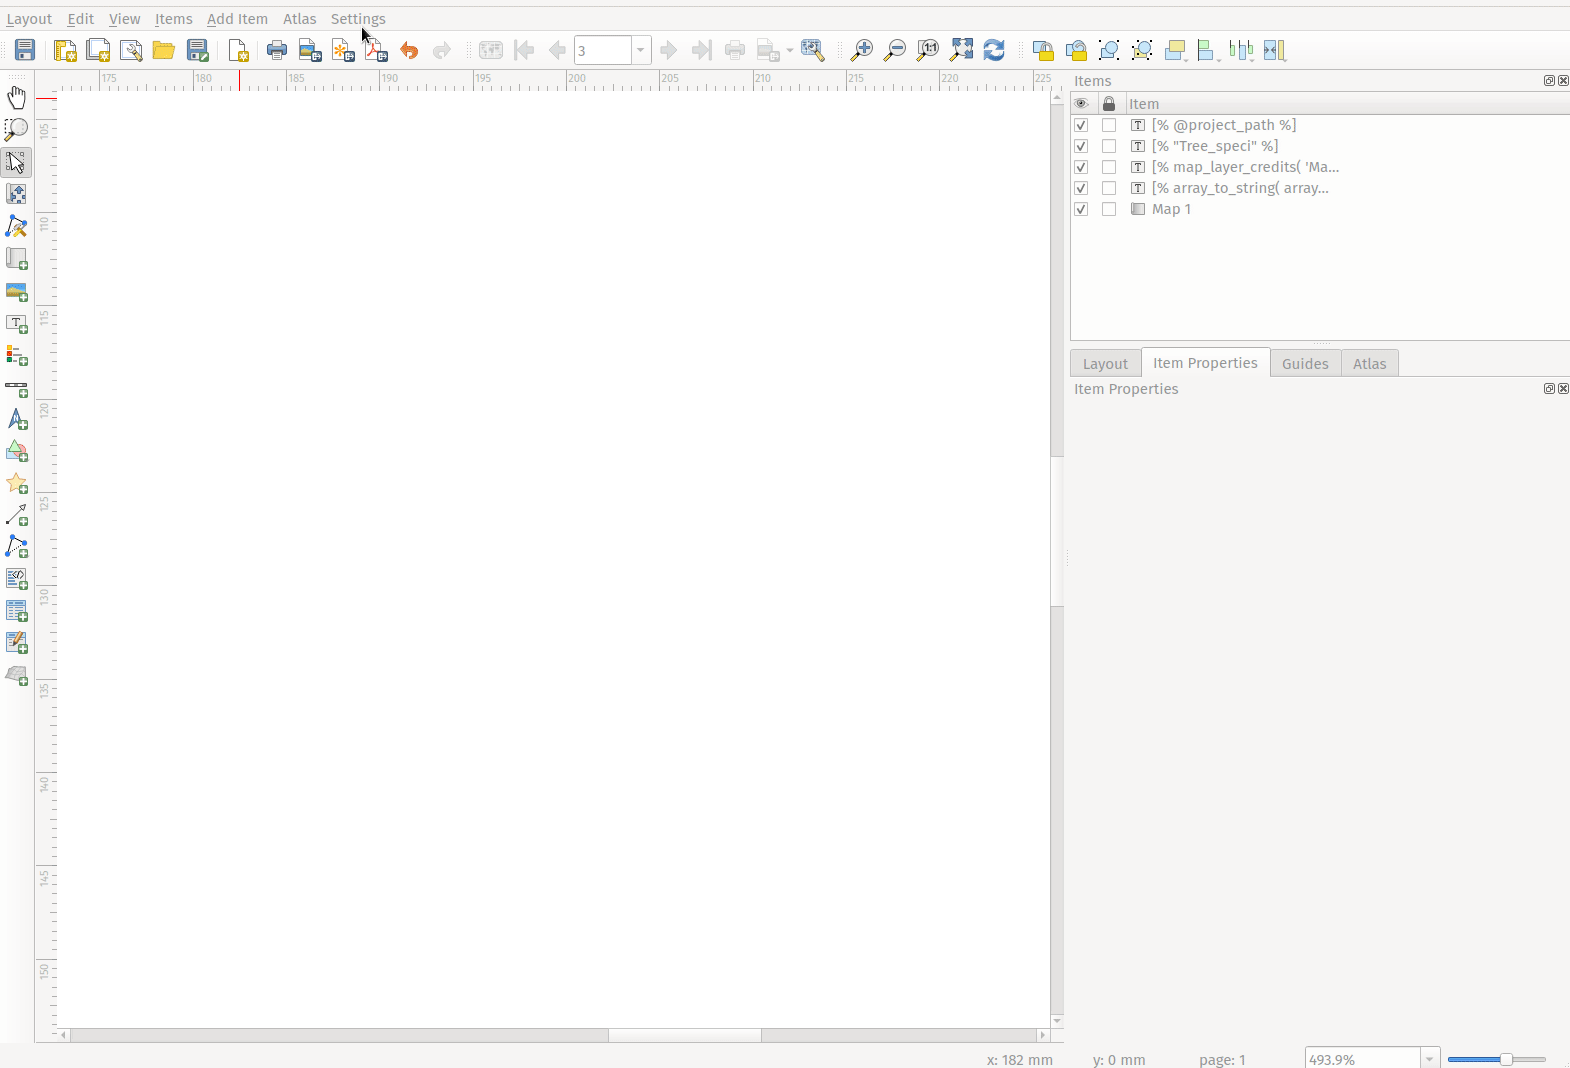 Layout Edit View Items Add Item Atlas Settings
3
1:1
175 180 185 190 195 200 205 210 215 220 225
Items
Item
[% @project_path %]
[% "Tree_speci" %]
[% map_layer_credits( 'Ma...
[% array_to_string( array...
Map 1
Layout Item Properties Guides Atlas
Item Properties
105
110
115
120
125
130
135
140
145
150
x: 182 mm y: 0 mm page: 1 493.9%